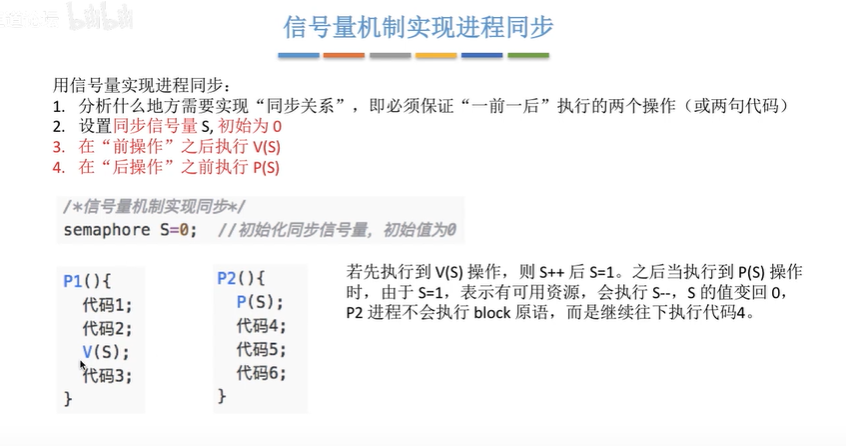 bilibili
信号量机制实现进程同步
用信号量实现进程同步：
1. 分析什么地方需要实现“同步关系”，即必须保证“一前一后”执行的两个操作（或两句代码）
2. 设置同步信号量 S, 初始为 0
3. 在“前操作”之后执行 V(S)
4. 在“后操作”之前执行 P(S)
/*信号量机制实现同步*/
semaphore S=0; //初始化同步信号量，初始值为0
P1(){
代码1;
代码2;
V(S);
代码3;
}
P2(){
P(S);
代码4;
代码5;
代码6;
}
若先执行到 V(S) 操作，则 S++ 后 S=1。之后当执行到 P(S) 操作
时，由于 S=1，表示有可用资源，会执行 S--，S 的值变回 0，
P2 进程不会执行 block 原语，而是继续往下执行代码4。